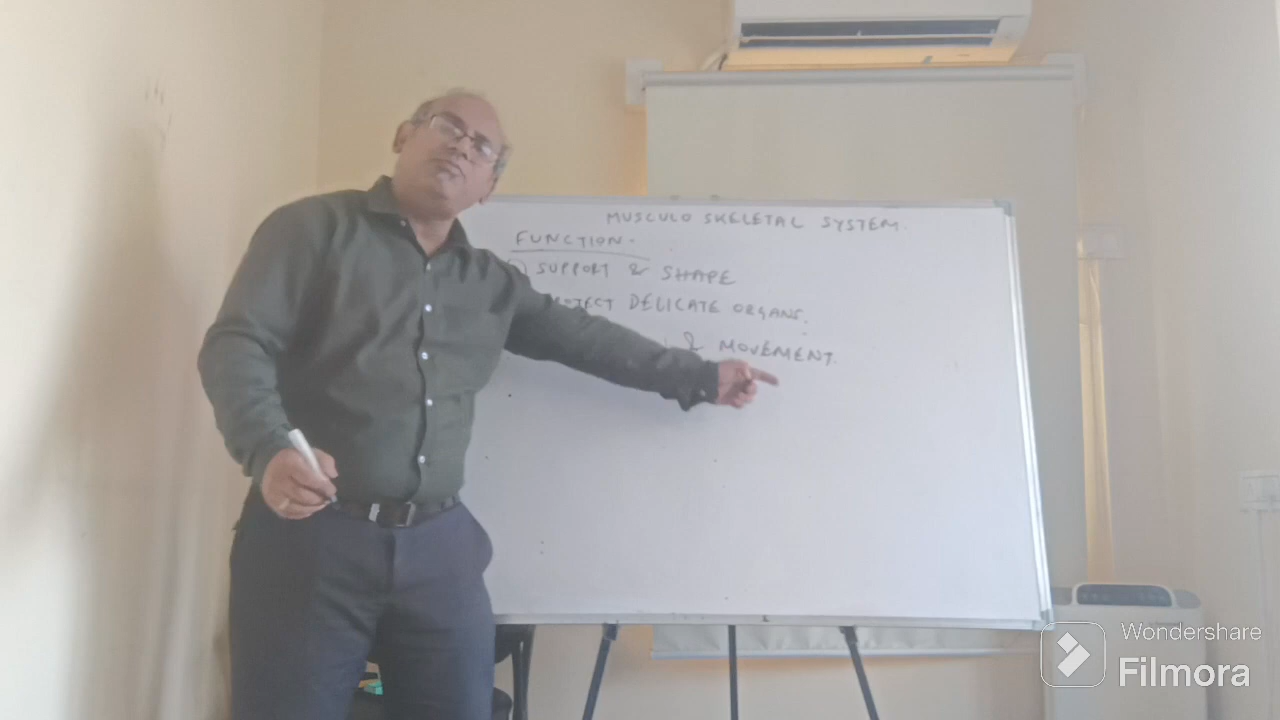 MUSCULO SKELETAL SYSTEM.
FUNCTION.
SUPPORT & SHAPE
DELICATE ORGANS.
& MOVEMENT.
Wondershare
Filmora